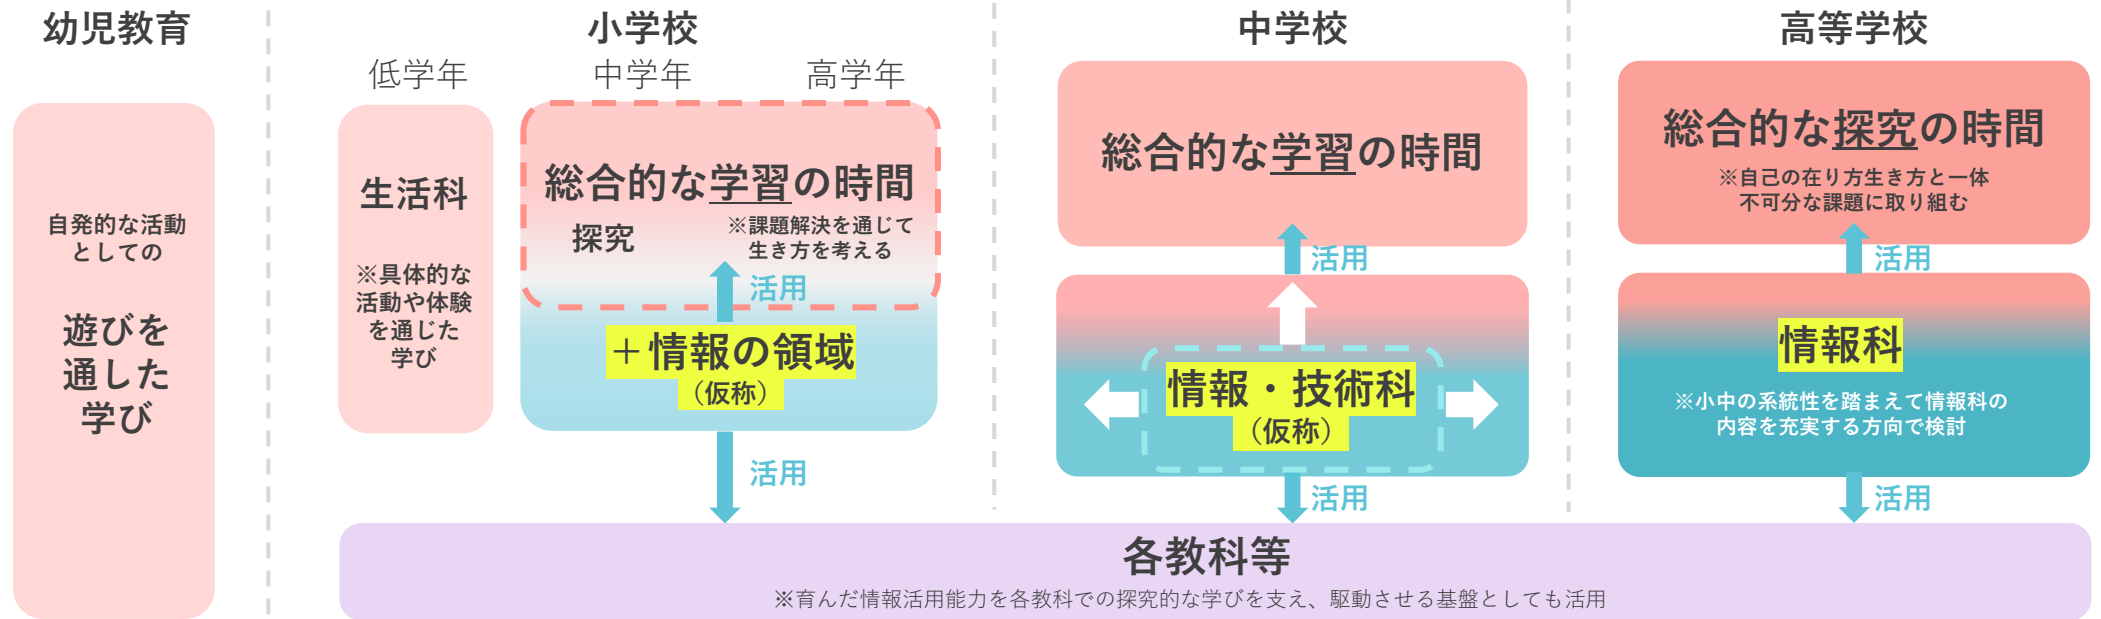 幼児教育
自発的な活動
としての
遊びを
通した
学び
小学校
低学年
中学年
高学年
生活科
※具体的な
活動や体験
を通じた
学び
総合的な学習の時間
探究
※課題解決を通じて
生き方を考える
活用
＋情報の領域
（仮称）
活用
中学校
総合的な学習の時間
活用
情報・技術科
（仮称）
活用
高等学校
総合的な探究の時間
※自己の在り方生き方と一体
不可分な課題に取り組む
活用
情報科
※小中の系統性を踏まえて情報科の
内容を充実する方向で検討
活用
各教科等
※育んだ情報活用能力を各教科での探究的な学びを支え、駆動させる基盤としても活用